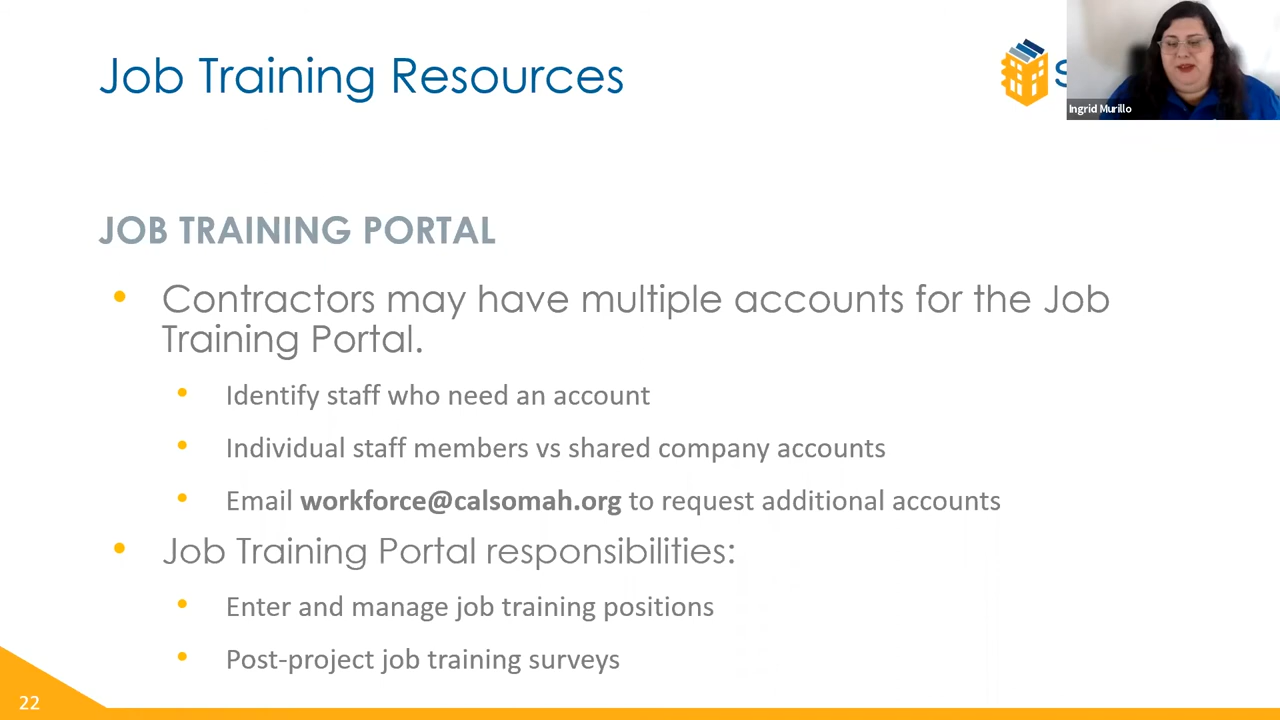 Job Training Resources
S
Ingrid Murillo
JOB TRAINING PORTAL
• Contractors may have multiple accounts for the Job
Training Portal.
• Identify staff who need an account
• Individual staff members vs shared company accounts
• Email workforce@calsomah.org to request additional accounts
• Job Training Portal responsibilities:
• Enter and manage job training positions
• Post-project job training surveys
22